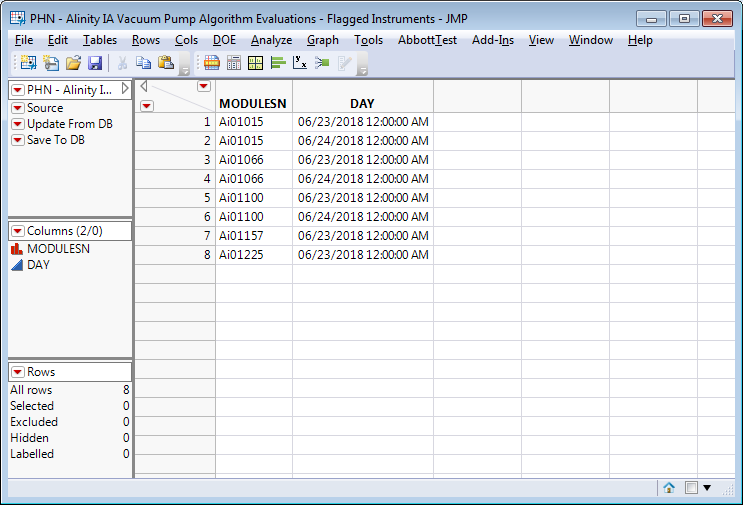 PHN - Alinity IA Vacuum Pump Algorithm Evaluations - Flagged Instruments - JMP
File Edit Tables Rows Cols DOE Analyze Graph Tools AbbottTest Add-Ins View Window Help
PHN - Alinity I...
Source
Update From DB
Save To DB
Columns (2/0)
MODULESN
DAY
Rows
All rows 8
Selected 0
Excluded 0
Hidden 0
Labelled 0
MODULESN DAY
1 Ai01015 06/23/2018 12:00:00 AM
2 Ai01015 06/24/2018 12:00:00 AM
3 Ai01066 06/23/2018 12:00:00 AM
4 Ai01066 06/24/2018 12:00:00 AM
5 Ai01100 06/23/2018 12:00:00 AM
6 Ai01100 06/24/2018 12:00:00 AM
7 Ai01157 06/23/2018 12:00:00 AM
8 Ai01225 06/23/2018 12:00:00 AM